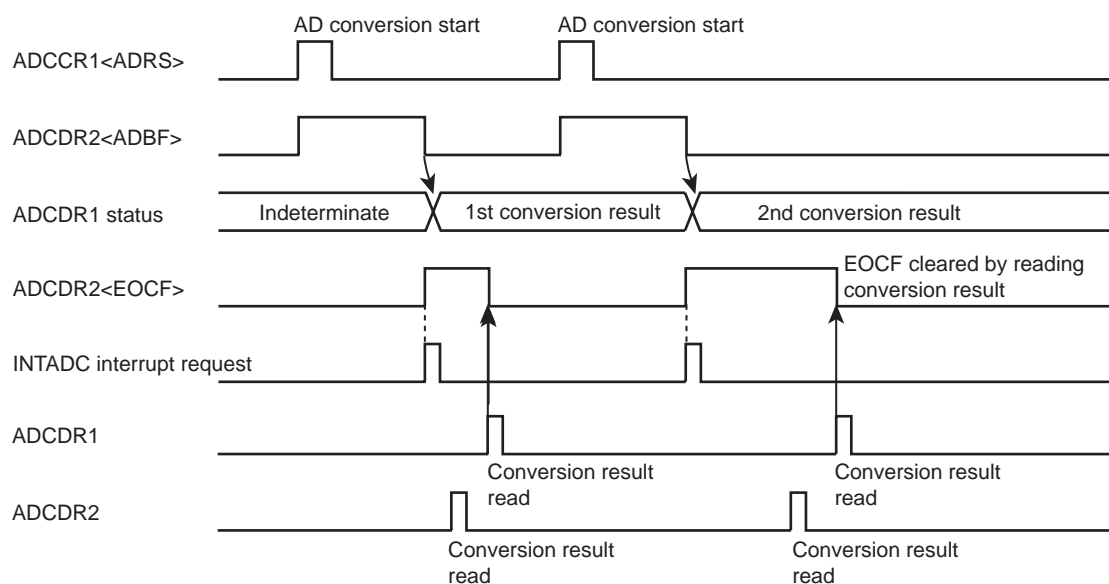 AD conversion start
AD conversion start
ADCCR1<ADRS>
ADCDR2<ADBF>
ADCDR1 status
Indeterminate
1st conversion result
2nd conversion result
EOCF cleared by reading
conversion result
ADCDR2<EOCF>
INTADC interrupt request
ADCDR1
Conversion result
read
Conversion result
read
ADCDR2
Conversion result
read
Conversion result
read